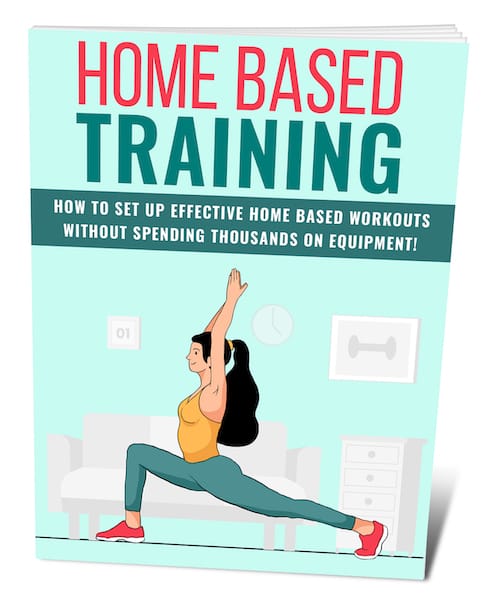 HOME BASED
TRAINING
HOW TO SET UP EFFECTIVE HOME BASED WORKOUTS
WITHOUT SPENDING THOUSANDS ON EQUIPMENT!
01